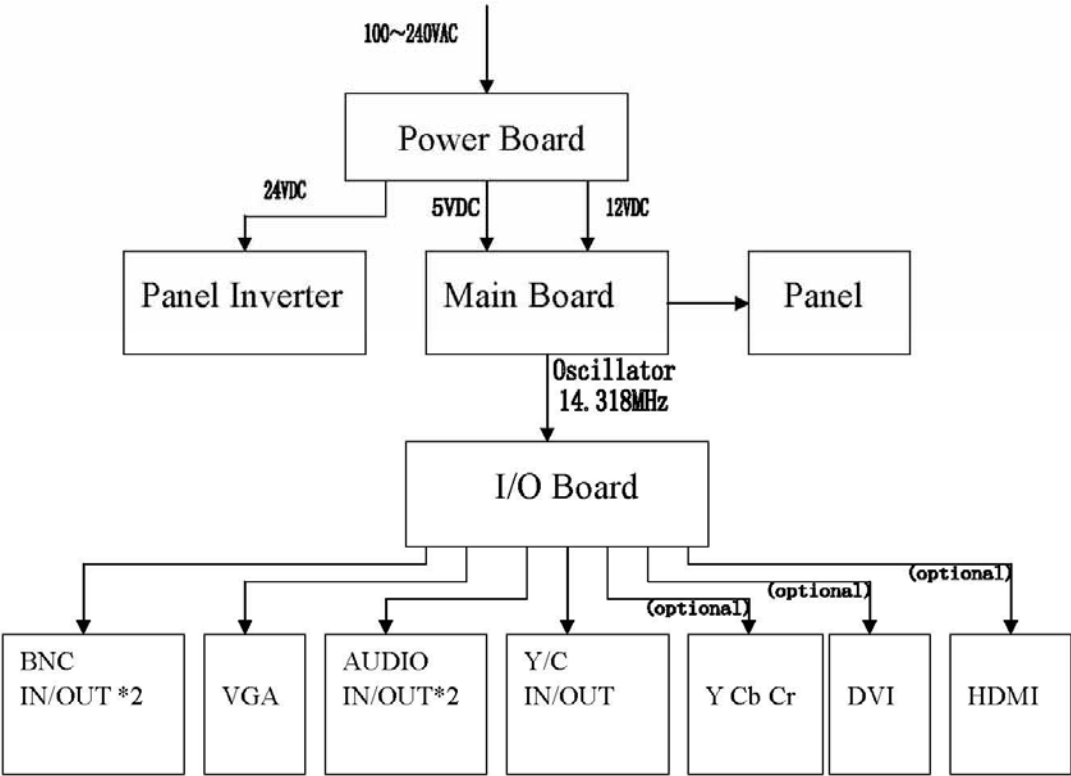 100~240VAC
Power Board
24VDC
5VDC
12VDC
Panel Inverter
Main Board
Panel
Oscillator
14.318MHz
I/O Board
(optional)
(optional)
(optional)
BNC
IN/OUT *2
VGA
AUDIO
IN/OUT*2
Y/C
IN/OUT
Y Cb Cr
DVI
HDMI